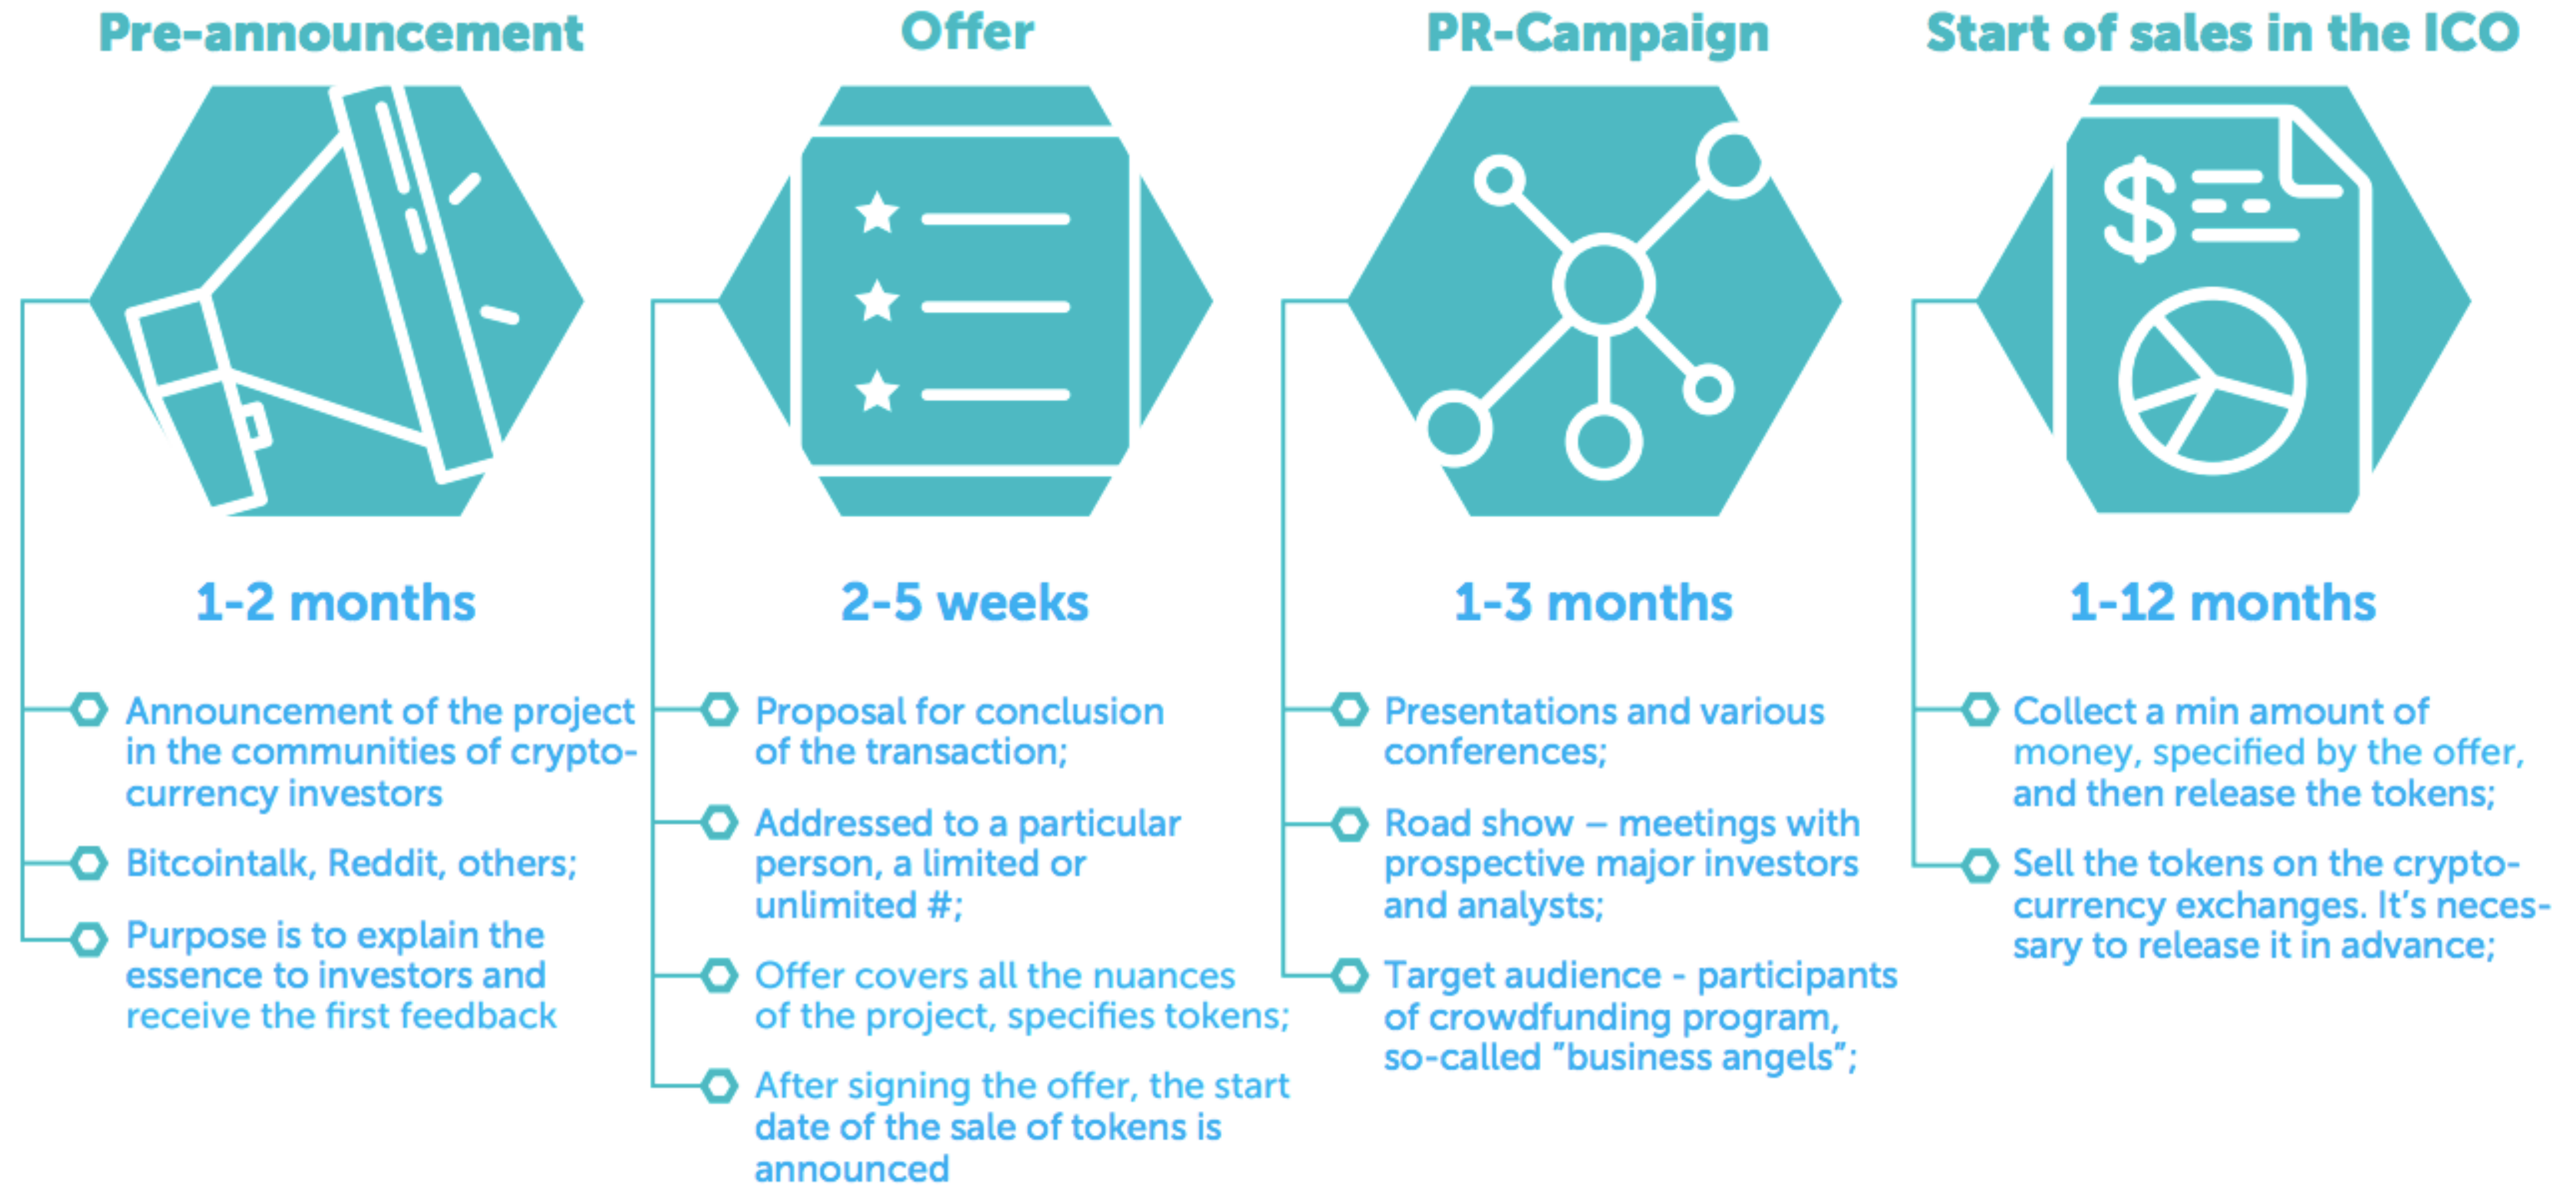 Pre-announcement
1-2 months
Announcement of the project
in the communities of crypto-
currency investors
Bitcointalk, Reddit, others;
Purpose is to explain the
essence to investors and
receive the first feedback
Offer
2-5 weeks
Proposal for conclusion
of the transaction;
Addressed to a particular
person, a limited or
unlimited #;
Offer covers all the nuances
of the project, specifies tokens;
After signing the offer, the start
date of the sale of tokens is
announced
PR-Campaign
1-3 months
Presentations and various
conferences;
Road show – meetings with
prospective major investors
and analysts;
Target audience - participants
of crowdfunding program,
so-called "business angels";
Start of sales in the ICO
$
1-12 months
Collect a min amount of
money, specified by the offer,
and then release the tokens;
Sell the tokens on the crypto-
currency exchanges. It's neces-
sary to release it in advance;